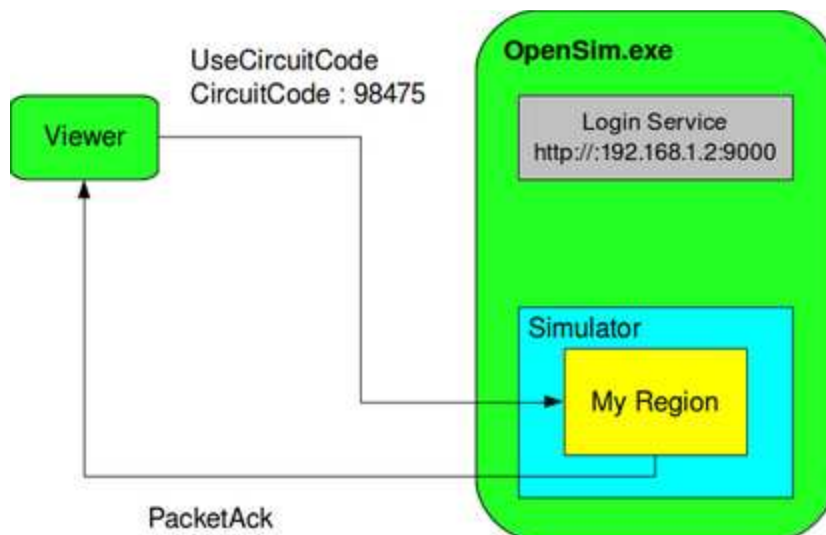 UseCircuitCode
CircuitCode : 98475
OpenSim.exe
Viewer
Login Service
http://:192.168.1.2:9000
Simulator
My Region
PacketAck